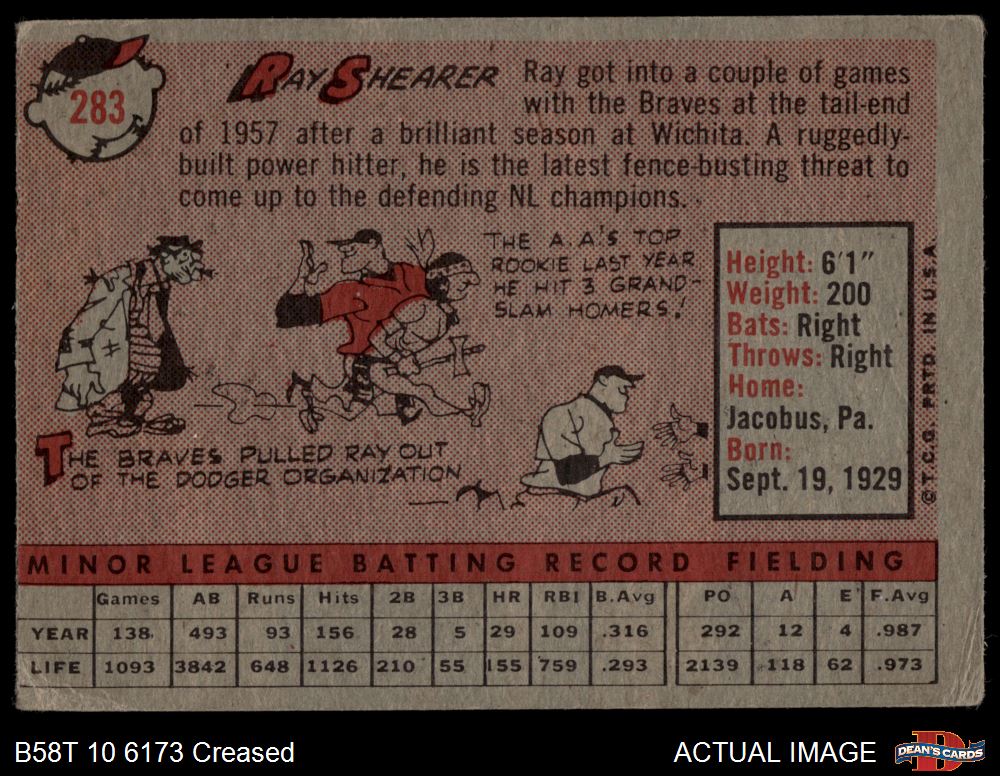 283
RAY SHEARER
Ray got into a couple of games
with the Braves at the tail-end
of 1957 after a brilliant season at Wichita. A ruggedly-
built power hitter, he is the latest fence-busting threat to
come up to the defending NL champions.
THE A.A'S TOP
ROOKIE LAST YEAR
HE HIT 3 GRAND-
SLAM HOMERS!
THE BRAVES PULLED RAY OUT
OF THE DODGER ORGANIZATION
Height: 6'1"
Weight: 200
Bats: Right
Throws: Right
Home:
Jacobus, Pa.
Born:
Sept. 19, 1929
©T.C.G. PRTD. IN U.S.A
MINOR LEAGUE BATTING RECORD FIELDING
Games AB Runs Hits 2B 3B HR RBI B.Avg PO A E F.Avg
YEAR 138 493 93 156 28 5 29 109 .316 292 12 4 .987
LIFE 1093 3842 648 1126 210 55 155 759 .293 2139 118 62 .973
B58T 10 6173 Creased
ACTUAL IMAGE
DEAN'S CARDS